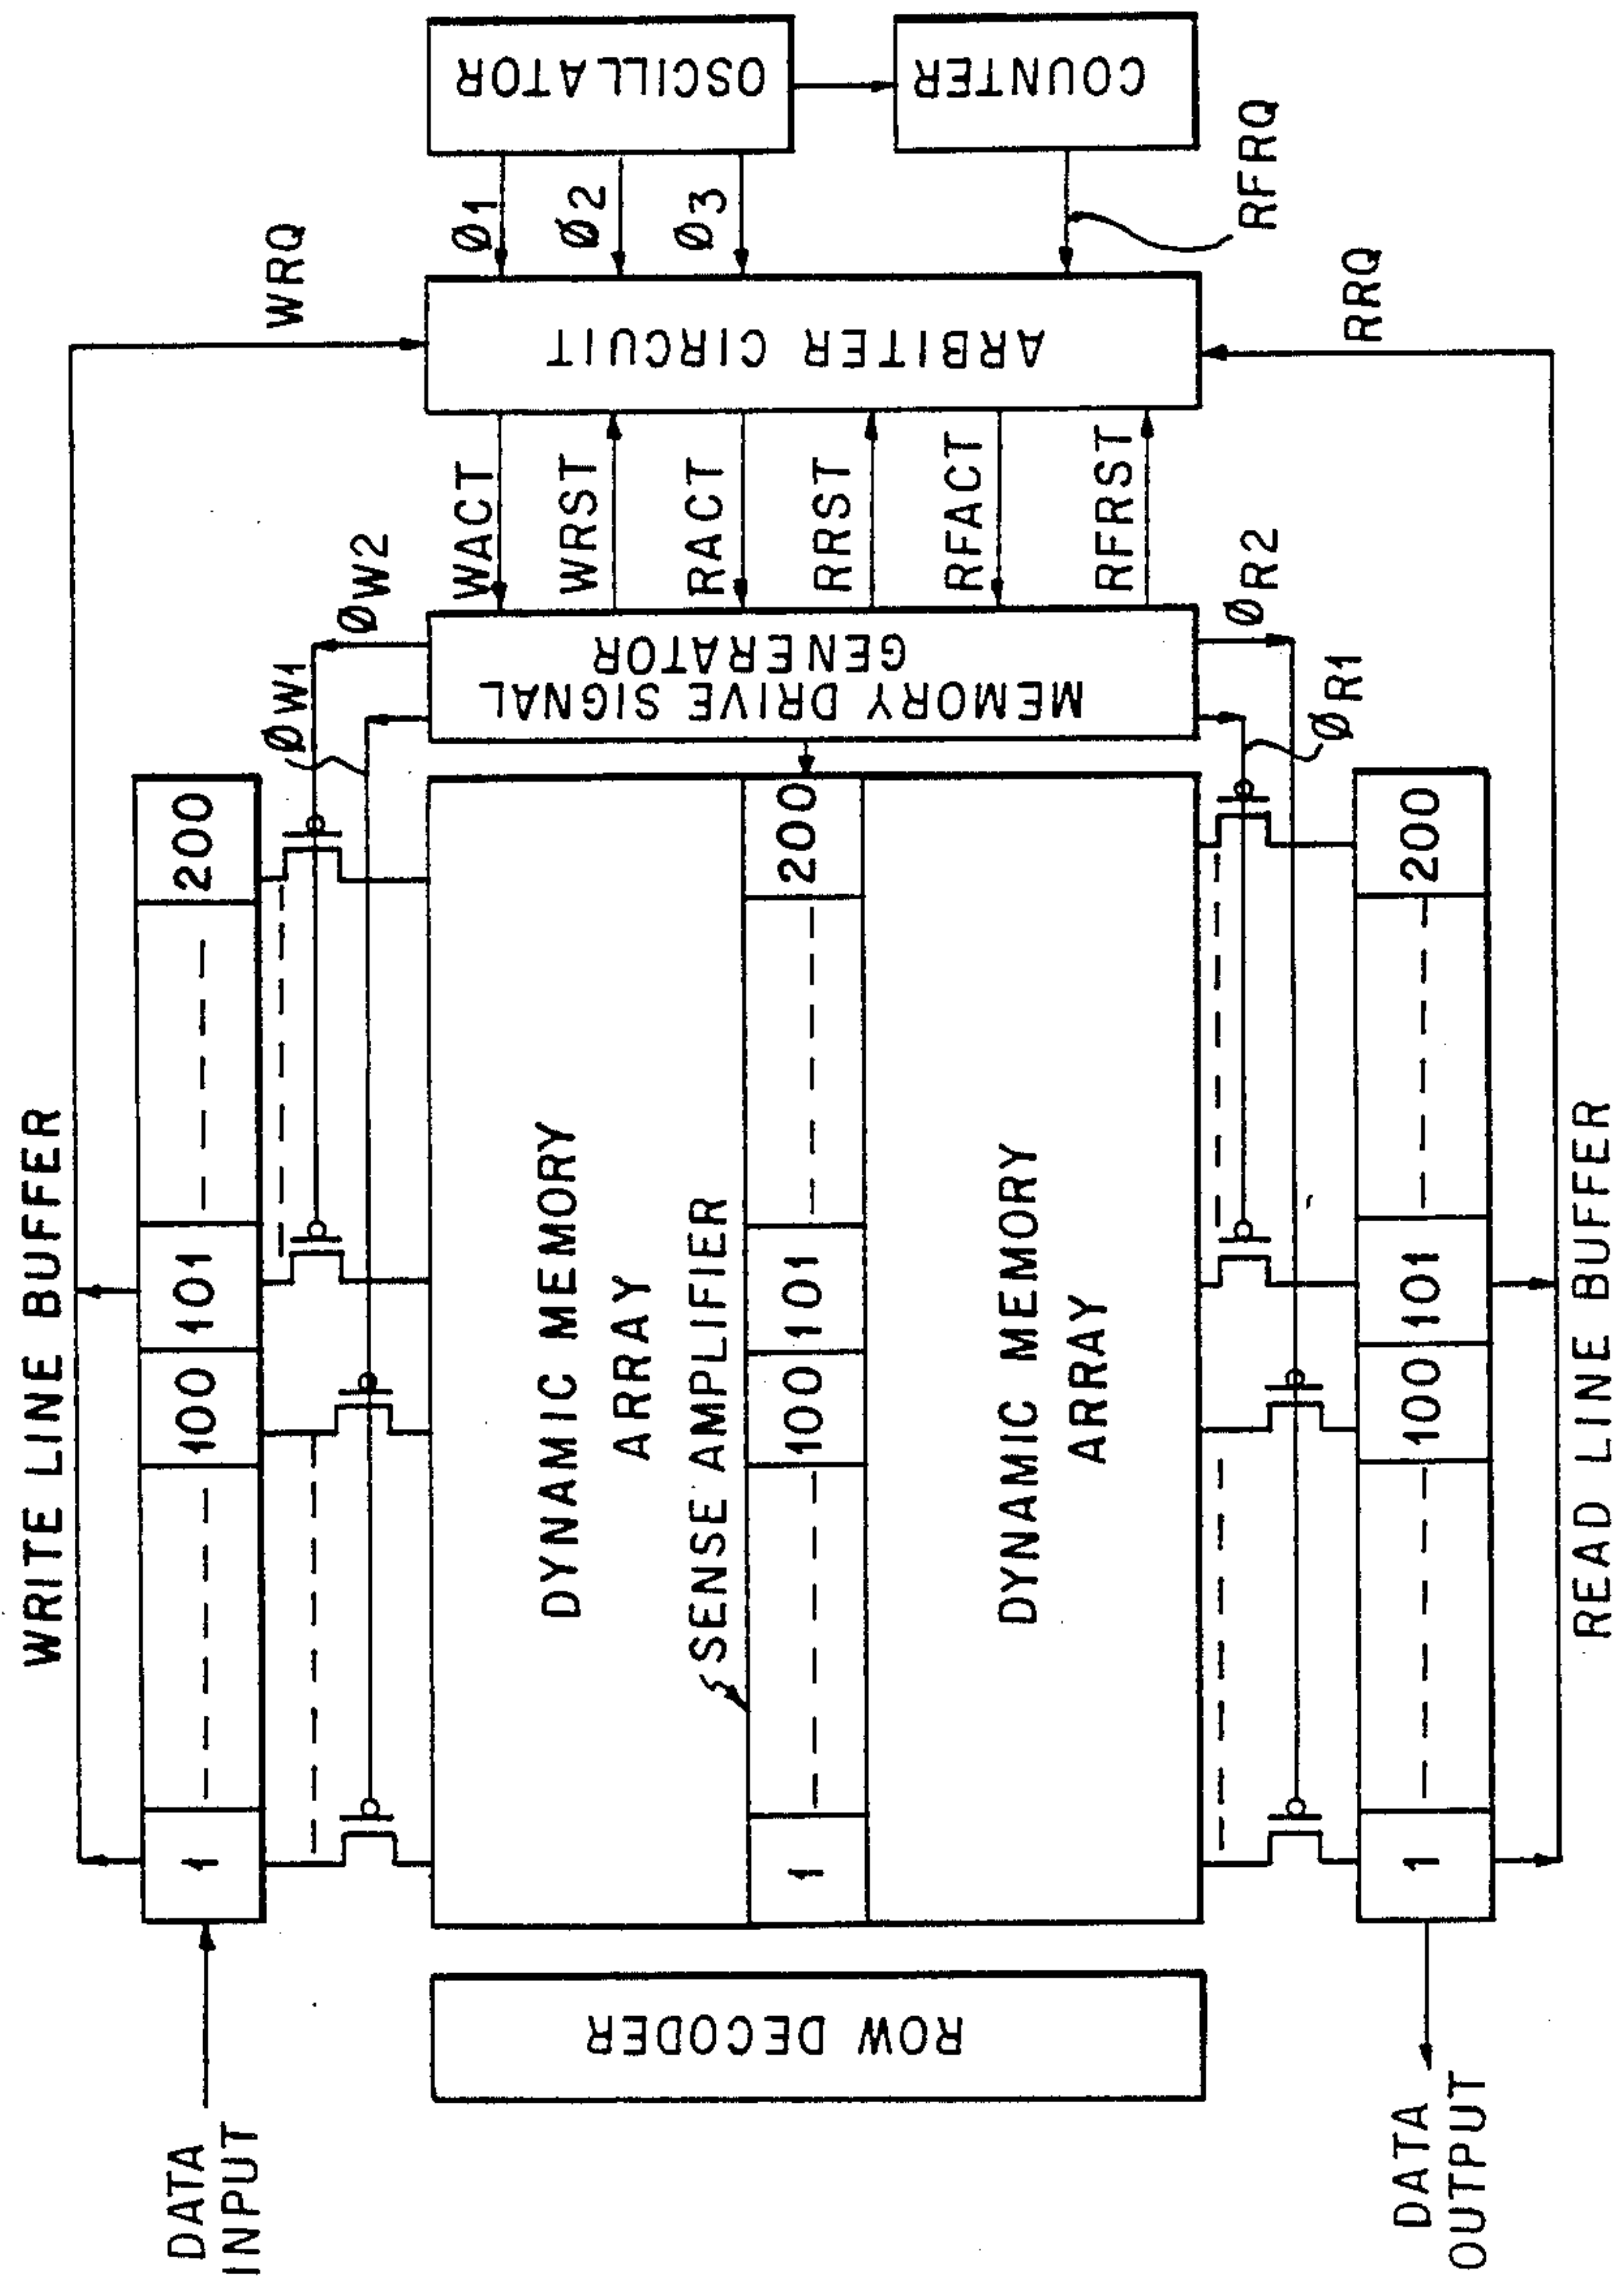 WRITE LINE BUFFER
WRQ
DATA
INPUT
1
100
101
200
ØW1
ØW2
ROW DECODER
DYNAMIC MEMORY
ARRAY
SENSE AMPLIFIER
1
100
101
200
DYNAMIC MEMORY
ARRAY
MEMORY DRIVE SIGNAL
GENERATOR
WACT
WRST
RACT
RRST
RFACT
RFRST
ARBITER CIRCUIT
Ø1
Ø2
Ø3
OSCILLATOR
COUNTER
RFRQ
ØR1
ØR2
DATA
OUTPUT
1
100
101
200
RRQ
READ LINE BUFFER